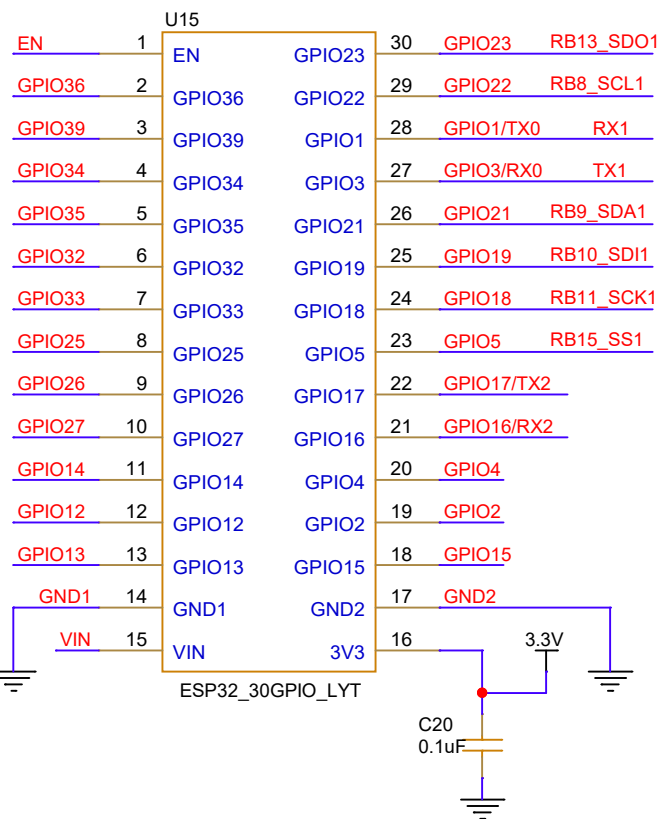 U15
EN 1 EN GPIO23 30 GPIO23 RB13_SDO1
GPIO36 2 GPIO36 GPIO22 29 GPIO22 RB8_SCL1
GPIO39 3 GPIO39 GPIO1 28 GPIO1/TX0 RX1
GPIO34 4 GPIO34 GPIO3 27 GPIO3/RX0 TX1
GPIO35 5 GPIO35 GPIO21 26 GPIO21 RB9_SDA1
GPIO32 6 GPIO32 GPIO19 25 GPIO19 RB10_SDI1
GPIO33 7 GPIO33 GPIO18 24 GPIO18 RB11_SCK1
GPIO25 8 GPIO25 GPIO5 23 GPIO5 RB15_SS1
GPIO26 9 GPIO26 GPIO17 22 GPIO17/TX2
GPIO27 10 GPIO27 GPIO16 21 GPIO16/RX2
GPIO14 11 GPIO14 GPIO4 20 GPIO4
GPIO12 12 GPIO12 GPIO2 19 GPIO2
GPIO13 13 GPIO13 GPIO15 18 GPIO15
GND1 14 GND1 GND2 17 GND2
VIN 15 VIN 3V3 16 3.3V
ESP32_30GPIO_LYT
C20
0.1uF